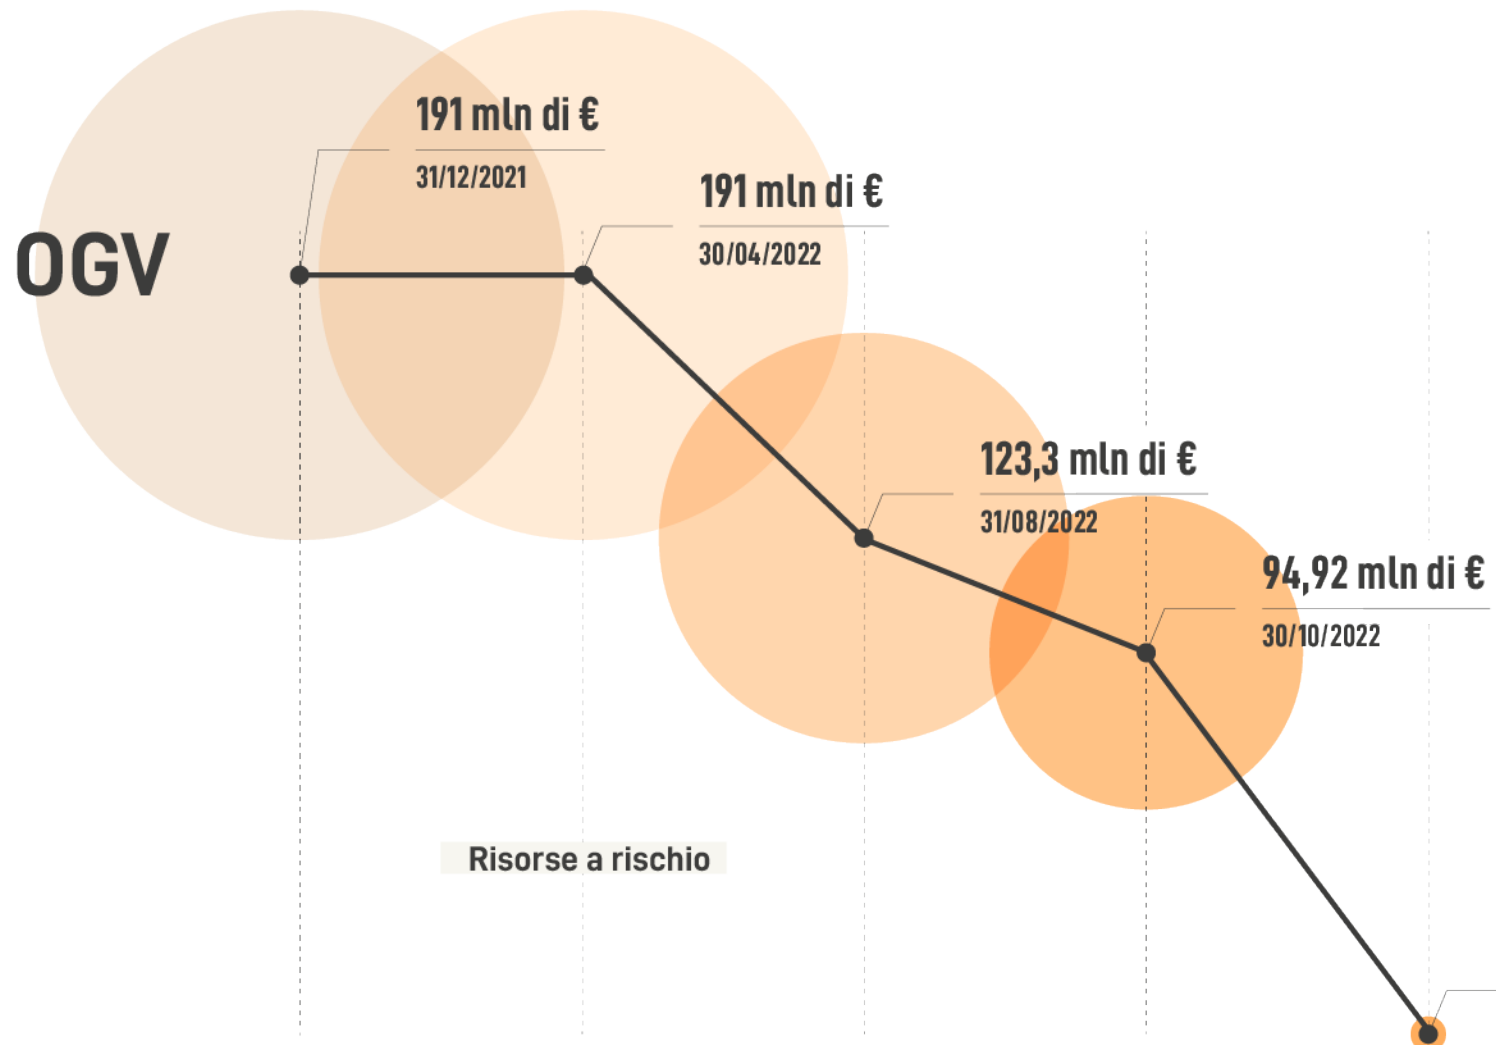 191 mln di €
31/12/2021
191 mln di €
30/04/2022
OGV
123,3 mln di €
31/08/2022
94,92 mln di €
30/10/2022
Risorse a rischio